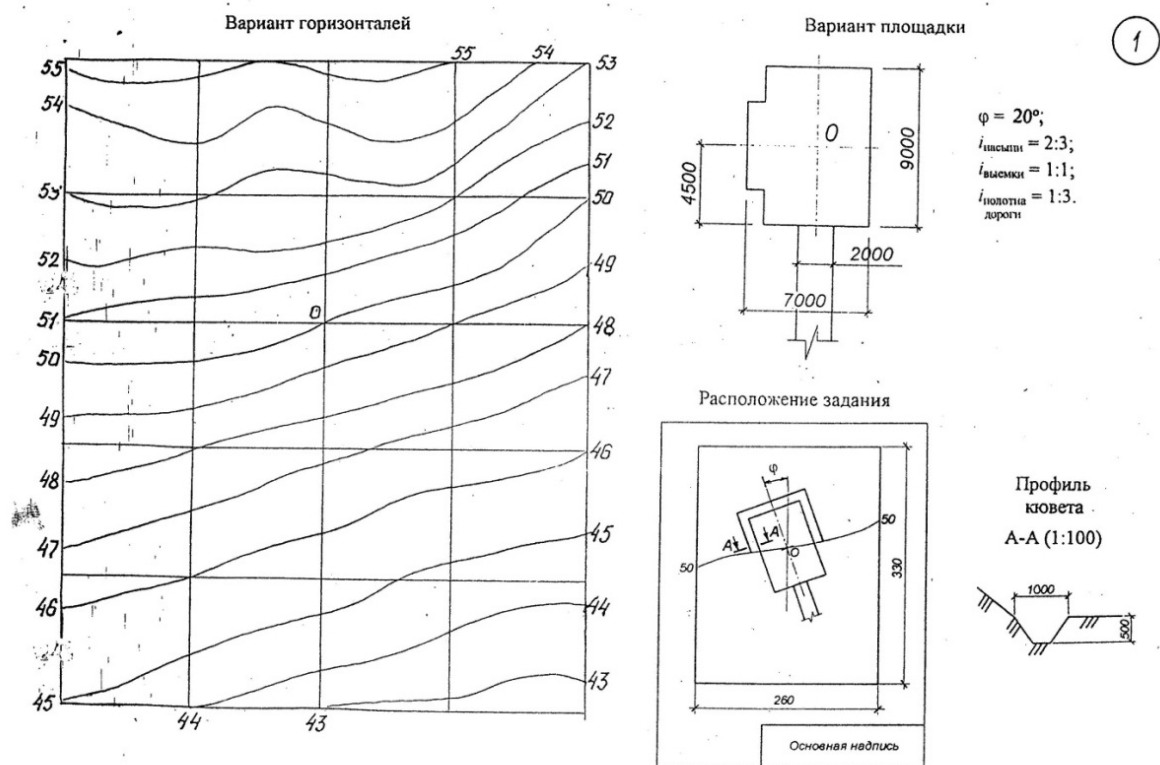 Вариант горизонталей
Вариант площадки
1
55
54
53
55
54
53
52
51
50
49
48
47
46
45
52
51
50
49
48
47
46
45
44
43
44
43
О
О
4500
9000
2000
7000
φ = 20°;
iнасыпи = 2:3;
iвыемки = 1:1;
iполотна = 1:3.
дороги
Расположение задания
φ
А
А
О
50
50
330
260
Основная надпись
Профиль
кювета
А-А (1:100)
1000
500